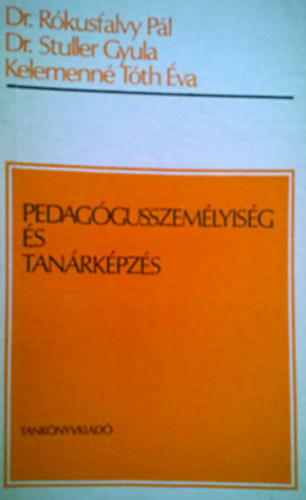 Dr. Rókusfalvy Pál
Dr. Stuller Gyula
Kelemenné Tóth Éva
PEDAGÓGUSSZEMÉLYISÉG
ÉS
TANÁRKÉPZÉS
TANKÖNYVKIADÓ